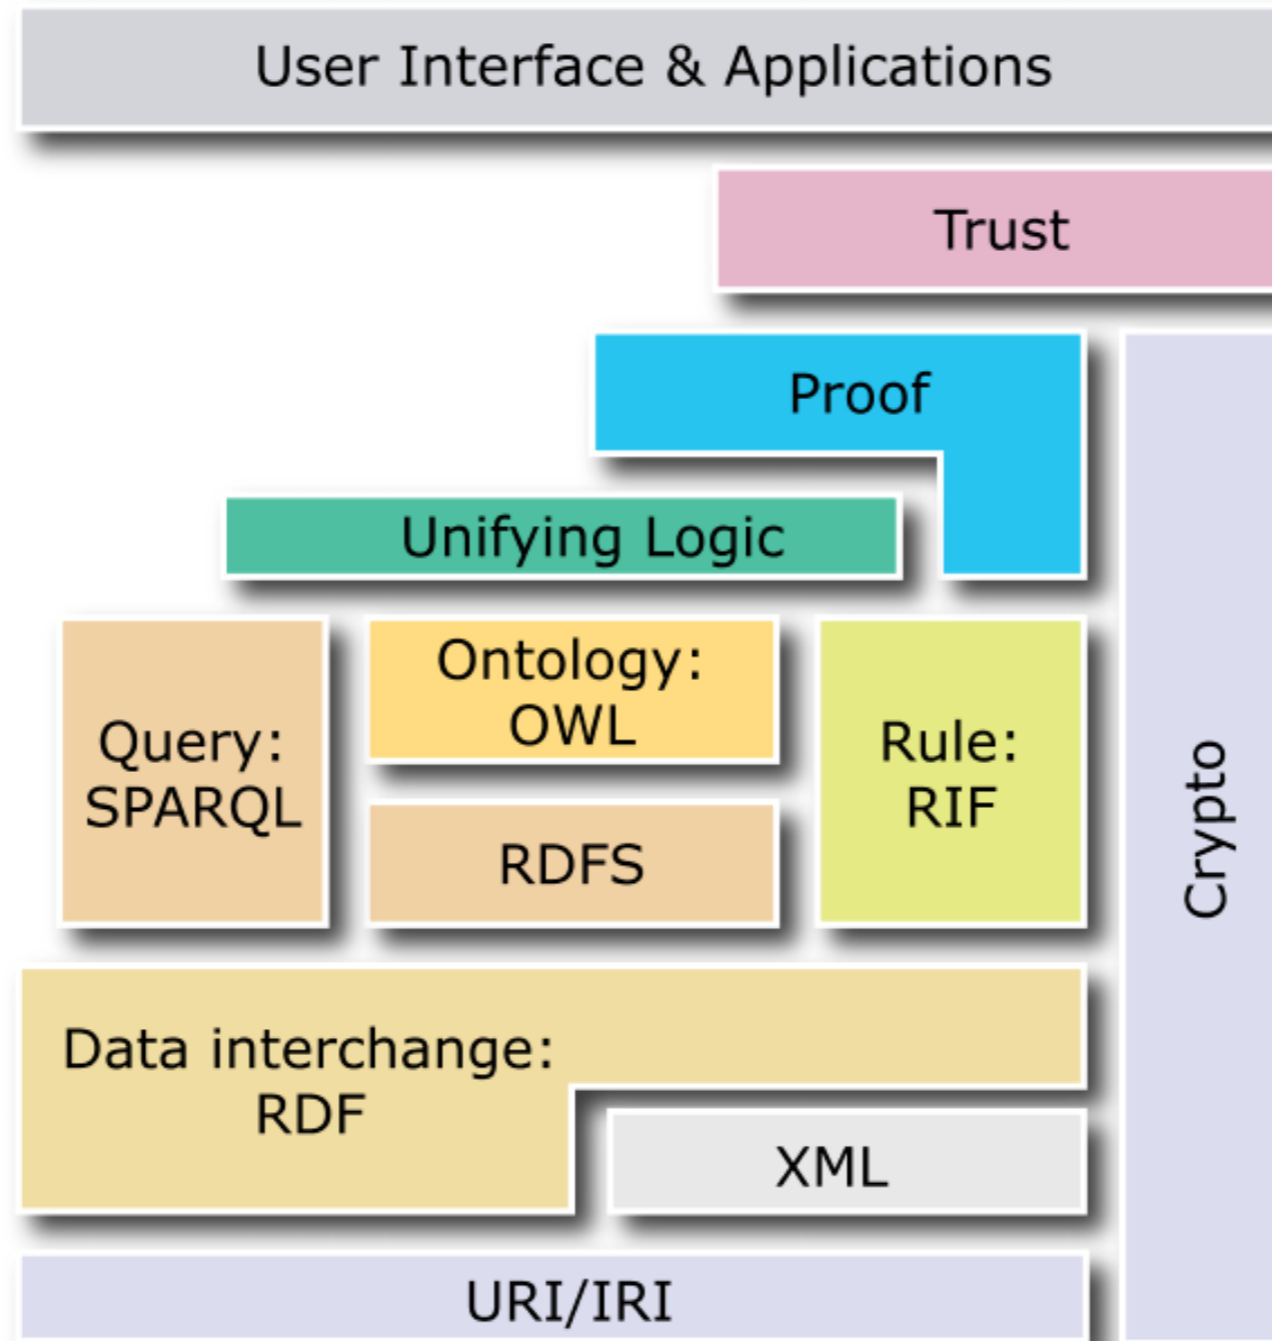 User Interface & Applications
Trust
Proof
Unifying Logic
Query:
SPARQL
Ontology:
OWL
RDFS
Rule:
RIF
Crypto
Data interchange:
RDF
XML
URI/IRI